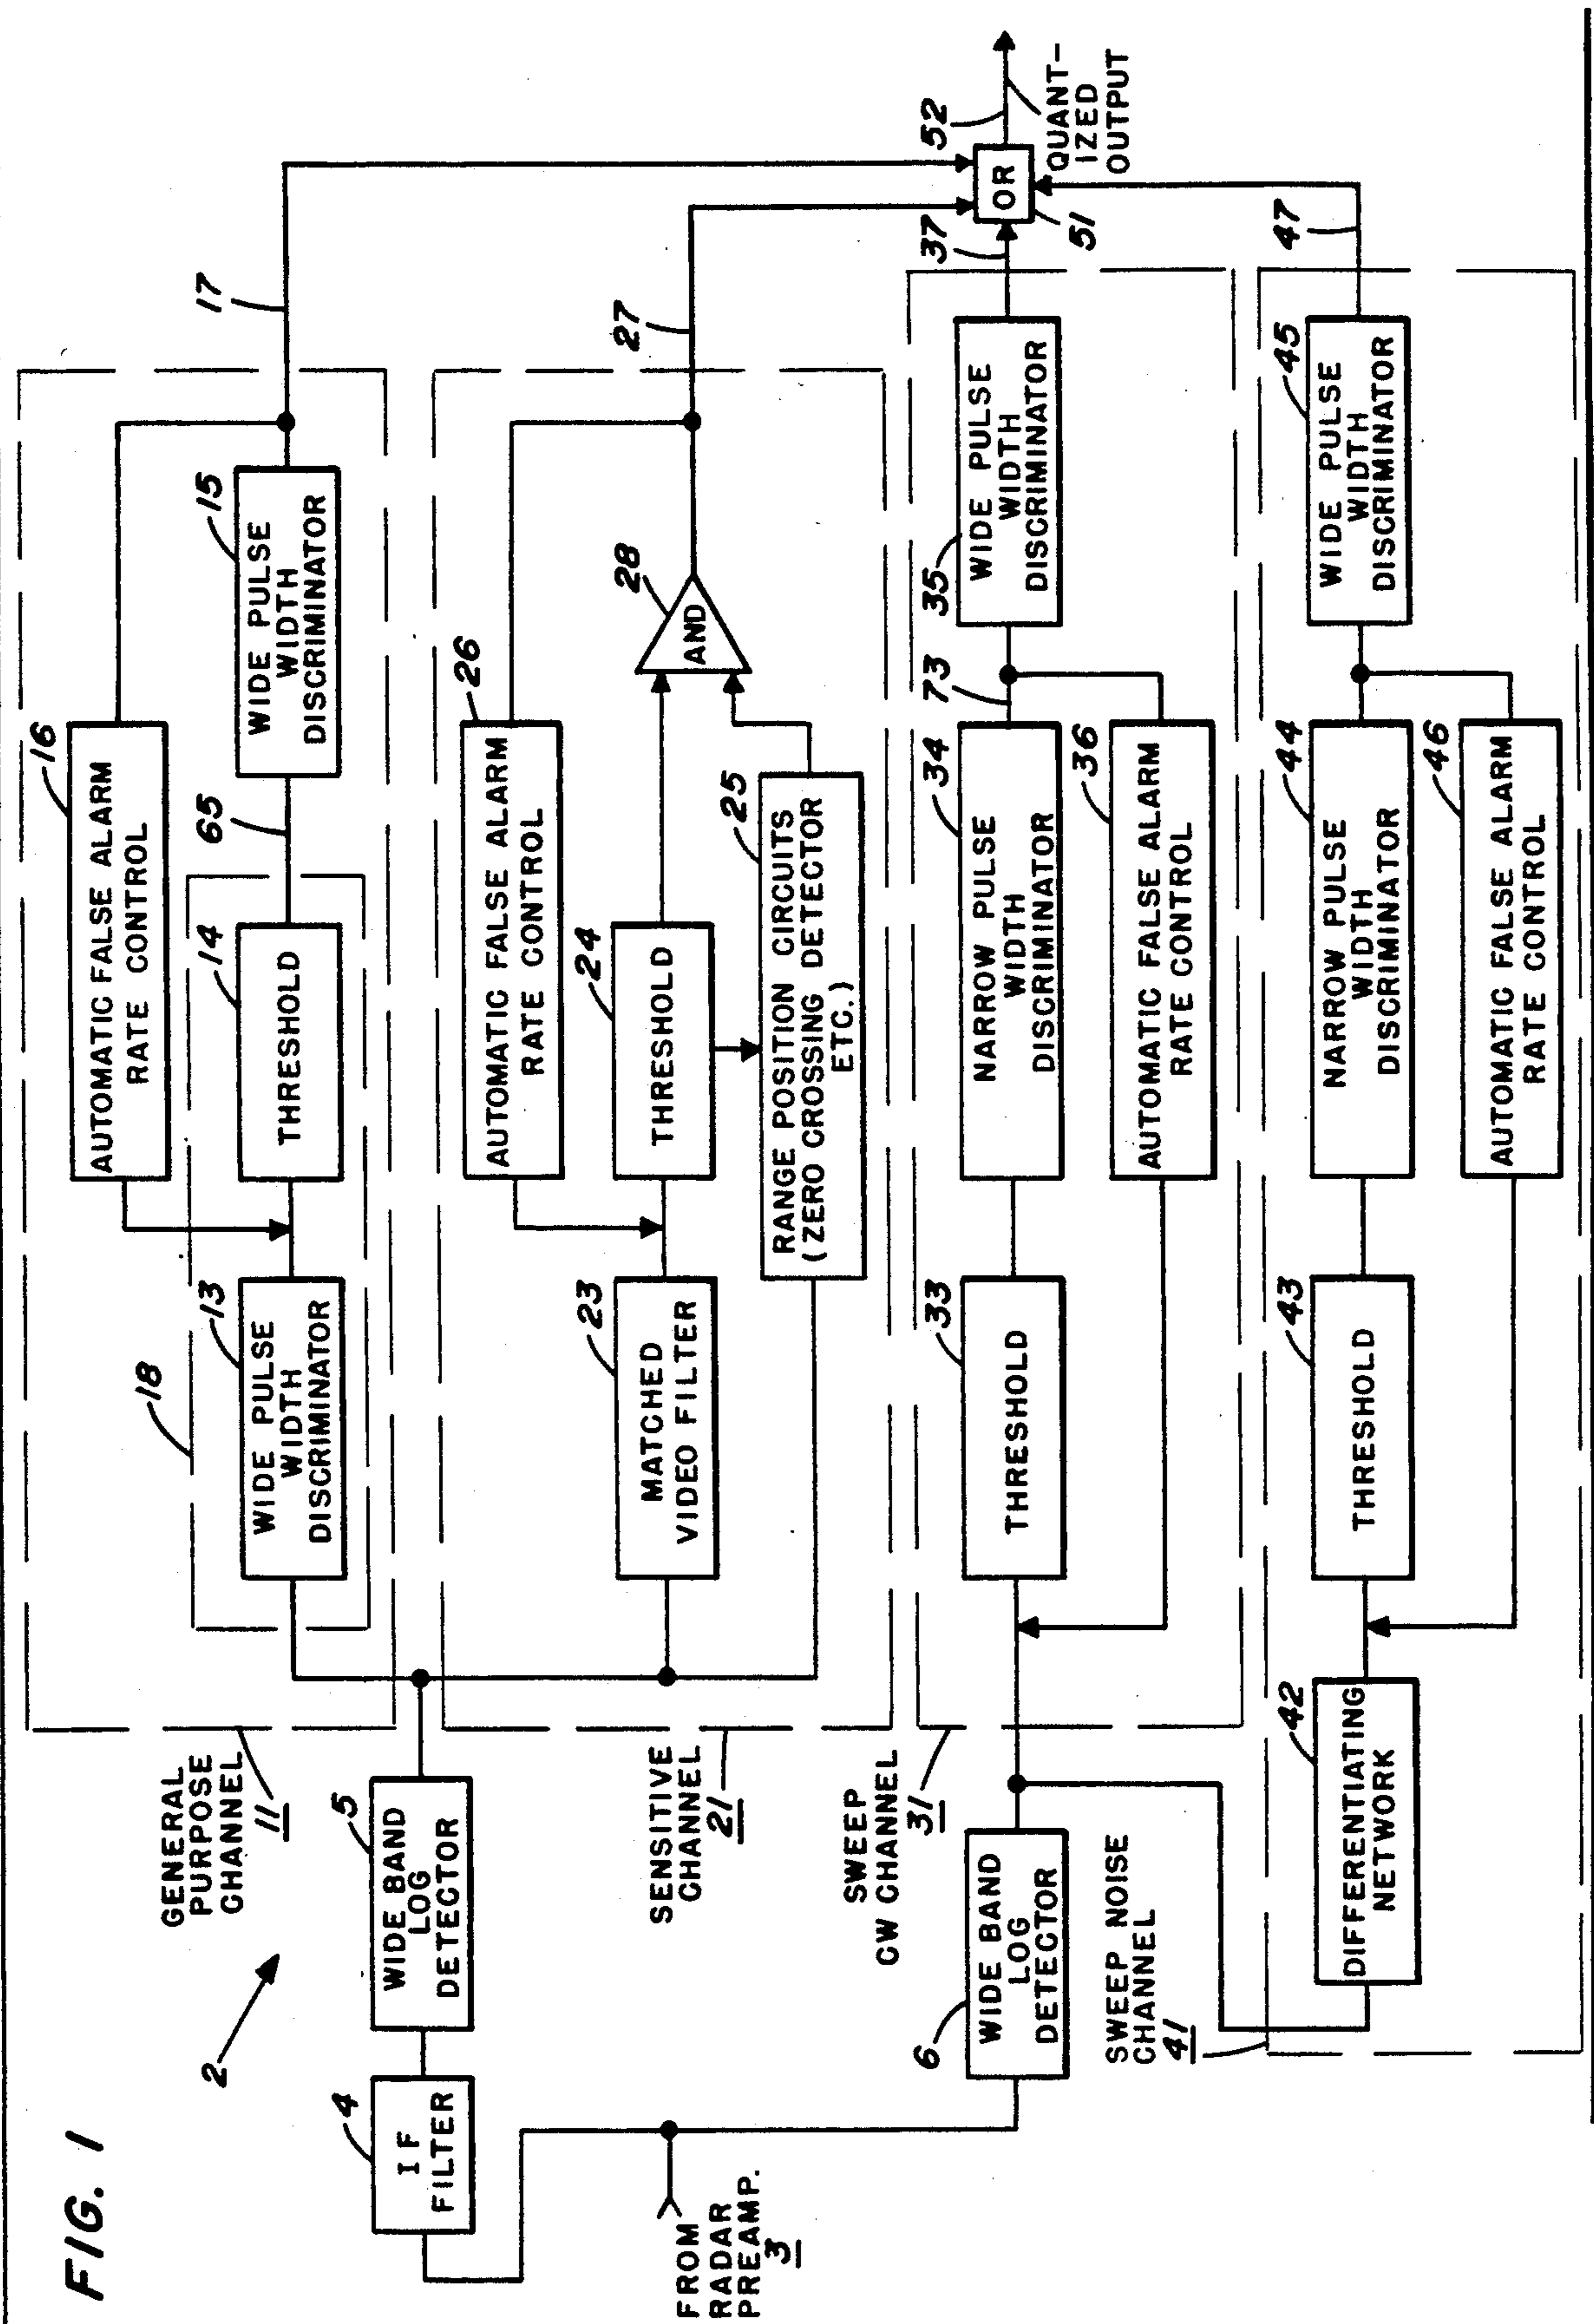 FIG. 1
2
FROM
RADAR
PREAMP.
3
4
I F
FILTER
5
WIDE BAND
LOG
DETECTOR
6
WIDE BAND
LOG
DETECTOR
GENERAL
PURPOSE
CHANNEL
11
18
13
WIDE PULSE
WIDTH
DISCRIMINATOR
14
THRESHOLD
16
AUTOMATIC FALSE ALARM
RATE CONTROL
65
15
WIDE PULSE
WIDTH
DISCRIMINATOR
17
SENSITIVE
CHANNEL
21
23
MATCHED
VIDEO FILTER
24
THRESHOLD
26
AUTOMATIC FALSE ALARM
RATE CONTROL
25
RANGE POSITION CIRCUITS
(ZERO CROSSING DETECTOR
ETC.)
28
AND
27
SWEEP
CW CHANNEL
31
33
THRESHOLD
34
NARROW PULSE
WIDTH
DISCRIMINATOR
36
AUTOMATIC FALSE ALARM
RATE CONTROL
73
35
WIDE PULSE
WIDTH
DISCRIMINATOR
37
SWEEP NOISE
CHANNEL
41
42
DIFFERENTIATING
NETWORK
43
THRESHOLD
44
NARROW PULSE
WIDTH
DISCRIMINATOR
46
AUTOMATIC FALSE ALARM
RATE CONTROL
45
WIDE PULSE
WIDTH
DISCRIMINATOR
47
OR
51
52
QUANT-
IZED
OUTPUT